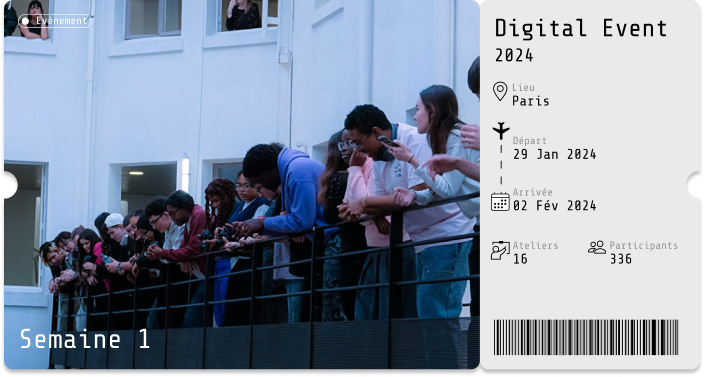 Evénement
Semaine 1
Digital Event
2024
Lieu
Paris
Départ
29 Jan 2024
Arrivée
02 Fév 2024
Ateliers
16
Participants
336